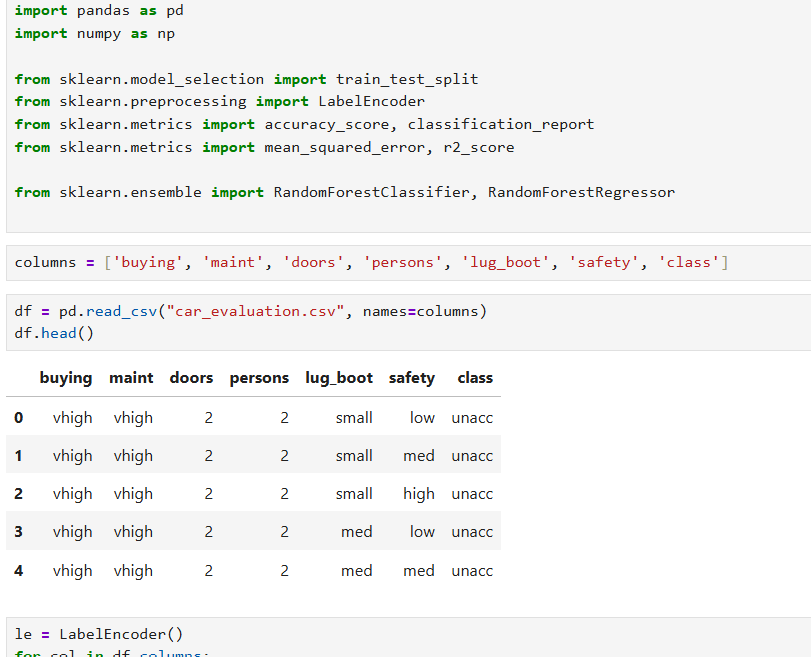 import pandas as pd
import numpy as np
from sklearn.model_selection import train_test_split
from sklearn.preprocessing import LabelEncoder
from sklearn.metrics import accuracy_score, classification_report
from sklearn.metrics import mean_squared_error, r2_score
from sklearn.ensemble import RandomForestClassifier, RandomForestRegressor
columns = ['buying', 'maint', 'doors', 'persons', 'lug_boot', 'safety', 'class']
df = pd.read_csv("car_evaluation.csv", names=columns)
df.head()
buying maint doors persons lug_boot safety class
0 vhigh vhigh 2 2 small low unacc
1 vhigh vhigh 2 2 small med unacc
2 vhigh vhigh 2 2 small high unacc
3 vhigh vhigh 2 2 med low unacc
4 vhigh vhigh 2 2 med med unacc
le = LabelEncoder()
for col in df.columns: